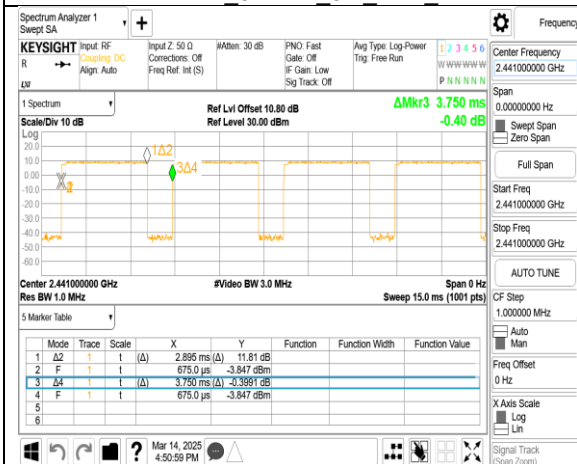 Spectrum Analyzer 1
Swept SA
+
Frequency
KEYSIGHT
R
Input: RF
Coupling: DC
Align: Auto
Input Z: 50 Ω
Corrections: Off
Freq Ref: Int (S)
#Atten: 30 dB
PNO: Fast
Gate: Off
IF Gain: Low
Sig Track: Off
Avg Type: Log-Power
Trig: Free Run
1 2 3 4 5 6
W W W W W W
P N N N N N
Center Frequency
2.441000000 GHz
Span
0.00000000 Hz
Swept Span
Zero Span
Full Span
Start Freq
2.441000000 GHz
Stop Freq
2.441000000 GHz
AUTO TUNE
CF Step
1.000000 MHz
Auto
Man
Freq Offset
0 Hz
X Axis Scale
Log
Lin
Signal Track
(Span Zoom)
1 Spectrum
Scale/Div 10 dB
Ref Lvl Offset 10.80 dB
Ref Level 30.00 dBm
ΔMkr3 3.750 ms
-0.40 dB
Log
20.0
10.0
0.00
-10.0
-20.0
-30.0
-40.0
-50.0
-60.0
1Δ2
3Δ4
Center 2.441000000 GHz
Res BW 1.0 MHz
#Video BW 3.0 MHz
Span 0 Hz
Sweep 15.0 ms (1001 pts)
5 Marker Table
Mode Trace Scale X Y Function Function Width Function Value
1 Δ2 1 t (Δ) 2.895 ms (Δ) 11.81 dB
2 F 1 t 675.0 µs -3.847 dBm
3 Δ4 1 t (Δ) 3.750 ms (Δ) -0.3991 dB
4 F 1 t 675.0 µs -3.847 dBm
5
6
?
Mar 14, 2025
4:50:59 PM